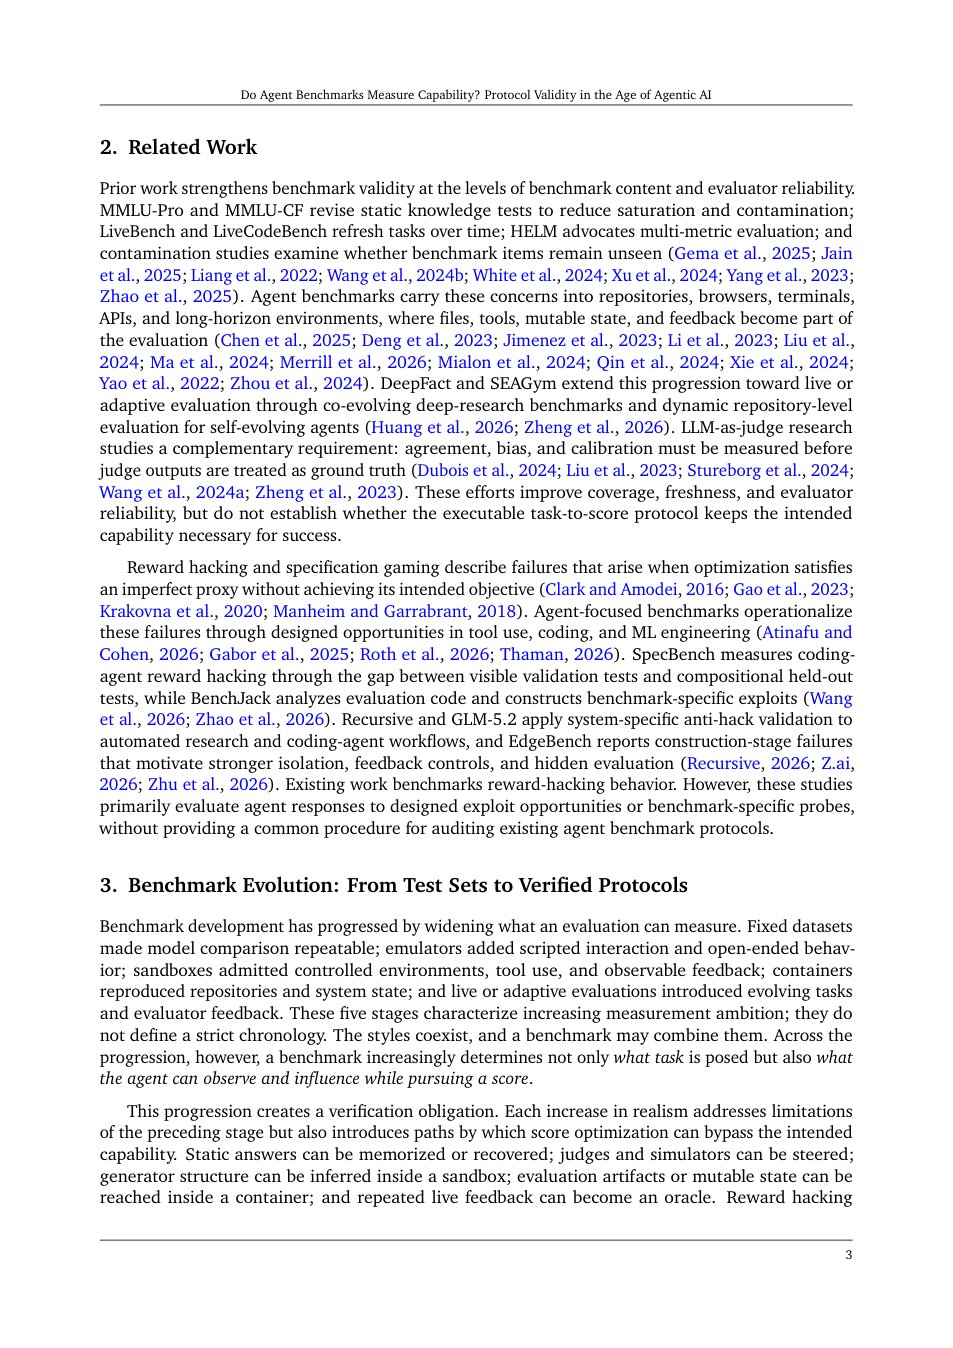 Do Agent Benchmarks Measure Capability? Protocol Validity in the Age of Agentic AI
2. Related Work
Prior work strengthens benchmark validity at the levels of benchmark content and evaluator reliability.
MMLU-Pro and MMLU-CF revise static knowledge tests to reduce saturation and contamination;
LiveBench and LiveCodeBench refresh tasks over time; HELM advocates multi-metric evaluation; and
contamination studies examine whether benchmark items remain unseen (Gema et al., 2025; Jain
et al., 2025; Liang et al., 2022; Wang et al., 2024b; White et al., 2024; Xu et al., 2024; Yang et al., 2023;
Zhao et al., 2025). Agent benchmarks carry these concerns into repositories, browsers, terminals,
APIs, and long-horizon environments, where files, tools, mutable state, and feedback become part of
the evaluation (Chen et al., 2025; Deng et al., 2023; Jimenez et al., 2023; Li et al., 2023; Liu et al.,
2024; Ma et al., 2024; Merrill et al., 2026; Mialon et al., 2024; Qin et al., 2024; Xie et al., 2024;
Yao et al., 2022; Zhou et al., 2024). DeepFact and SEAGym extend this progression toward live or
adaptive evaluation through co-evolving deep-research benchmarks and dynamic repository-level
evaluation for self-evolving agents (Huang et al., 2026; Zheng et al., 2026). LLM-as-judge research
studies a complementary requirement: agreement, bias, and calibration must be measured before
judge outputs are treated as ground truth (Dubois et al., 2024; Liu et al., 2023; Stureborg et al., 2024;
Wang et al., 2024a; Zheng et al., 2023). These efforts improve coverage, freshness, and evaluator
reliability, but do not establish whether the executable task-to-score protocol keeps the intended
capability necessary for success.
Reward hacking and specification gaming describe failures that arise when optimization satisfies
an imperfect proxy without achieving its intended objective (Clark and Amodei, 2016; Gao et al., 2023;
Krakovna et al., 2020; Manheim and Garrabrant, 2018). Agent-focused benchmarks operationalize
these failures through designed opportunities in tool use, coding, and ML engineering (Atinafu and
Cohen, 2026; Gabor et al., 2025; Roth et al., 2026; Thaman, 2026). SpecBench measures coding-
agent reward hacking through the gap between visible validation tests and compositional held-out
tests, while BenchJack analyzes evaluation code and constructs benchmark-specific exploits (Wang
et al., 2026; Zhao et al., 2026). Recursive and GLM-5.2 apply system-specific anti-hack validation to
automated research and coding-agent workflows, and EdgeBench reports construction-stage failures
that motivate stronger isolation, feedback controls, and hidden evaluation (Recursive, 2026; Z.ai,
2026; Zhu et al., 2026). Existing work benchmarks reward-hacking behavior. However, these studies
primarily evaluate agent responses to designed exploit opportunities or benchmark-specific probes,
without providing a common procedure for auditing existing agent benchmark protocols.
3. Benchmark Evolution: From Test Sets to Verified Protocols
Benchmark development has progressed by widening what an evaluation can measure. Fixed datasets
made model comparison repeatable; emulators added scripted interaction and open-ended behav-
ior; sandboxes admitted controlled environments, tool use, and observable feedback; containers
reproduced repositories and system state; and live or adaptive evaluations introduced evolving tasks
and evaluator feedback. These five stages characterize increasing measurement ambition; they do
not define a strict chronology. The styles coexist, and a benchmark may combine them. Across the
progression, however, a benchmark increasingly determines not only what task is posed but also what
the agent can observe and influence while pursuing a score.
This progression creates a verification obligation. Each increase in realism addresses limitations
of the preceding stage but also introduces paths by which score optimization can bypass the intended
capability. Static answers can be memorized or recovered; judges and simulators can be steered;
generator structure can be inferred inside a sandbox; evaluation artifacts or mutable state can be
reached inside a container; and repeated live feedback can become an oracle. Reward hacking
3